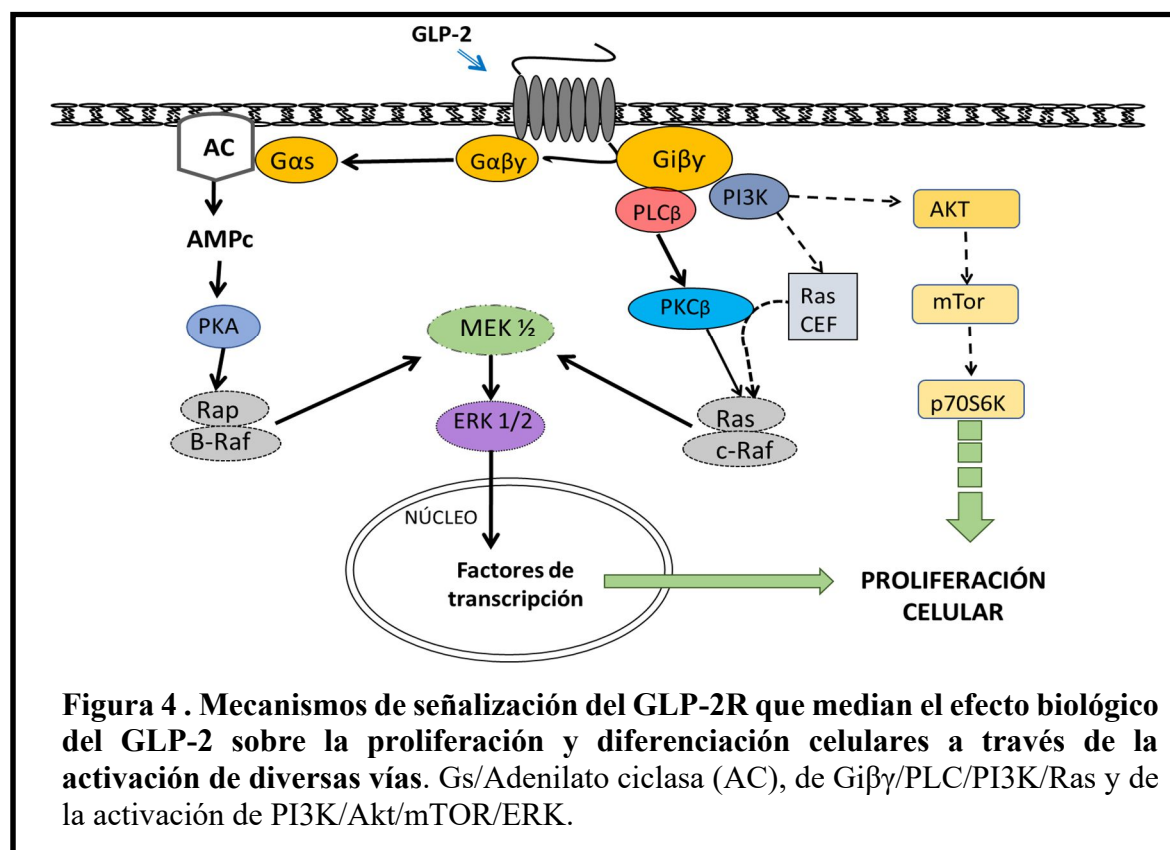 GLP-2
AC
Gαs
Gαβγ
Giβγ
PLCβ
PI3K
AKT
AMPc
PKCβ
Ras
CEF
mTor
PKA
MEK ½
p70S6K
Rap
B-Raf
ERK 1/2
Ras
c-Raf
NÚCLEO
Factores de
transcripción
PROLIFERACIÓN
CELULAR
Figura 4 . Mecanismos de señalización del GLP-2R que median el efecto biológico
del GLP-2 sobre la proliferación y diferenciación celulares a través de la
activación de diversas vías. Gs/Adenilato ciclasa (AC), de Giβγ/PLC/PI3K/Ras y de
la activación de PI3K/Akt/mTOR/ERK.